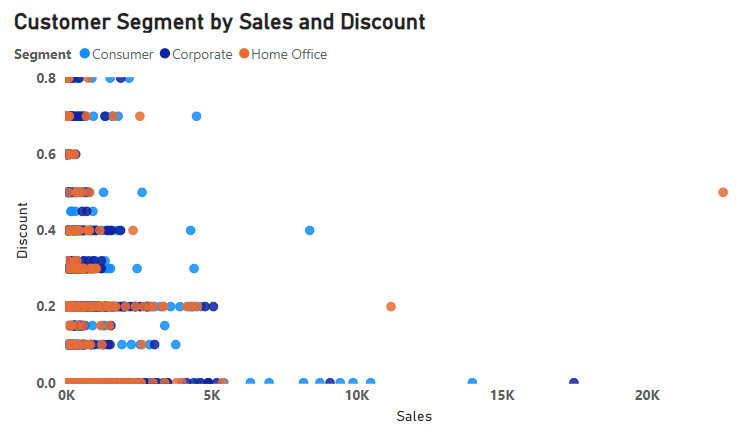 Customer Segment by Sales and Discount
Segment Consumer Corporate Home Office
0.8
0.6
0.4
0.2
0.0
Discount
0K 5K 10K 15K 20K
Sales